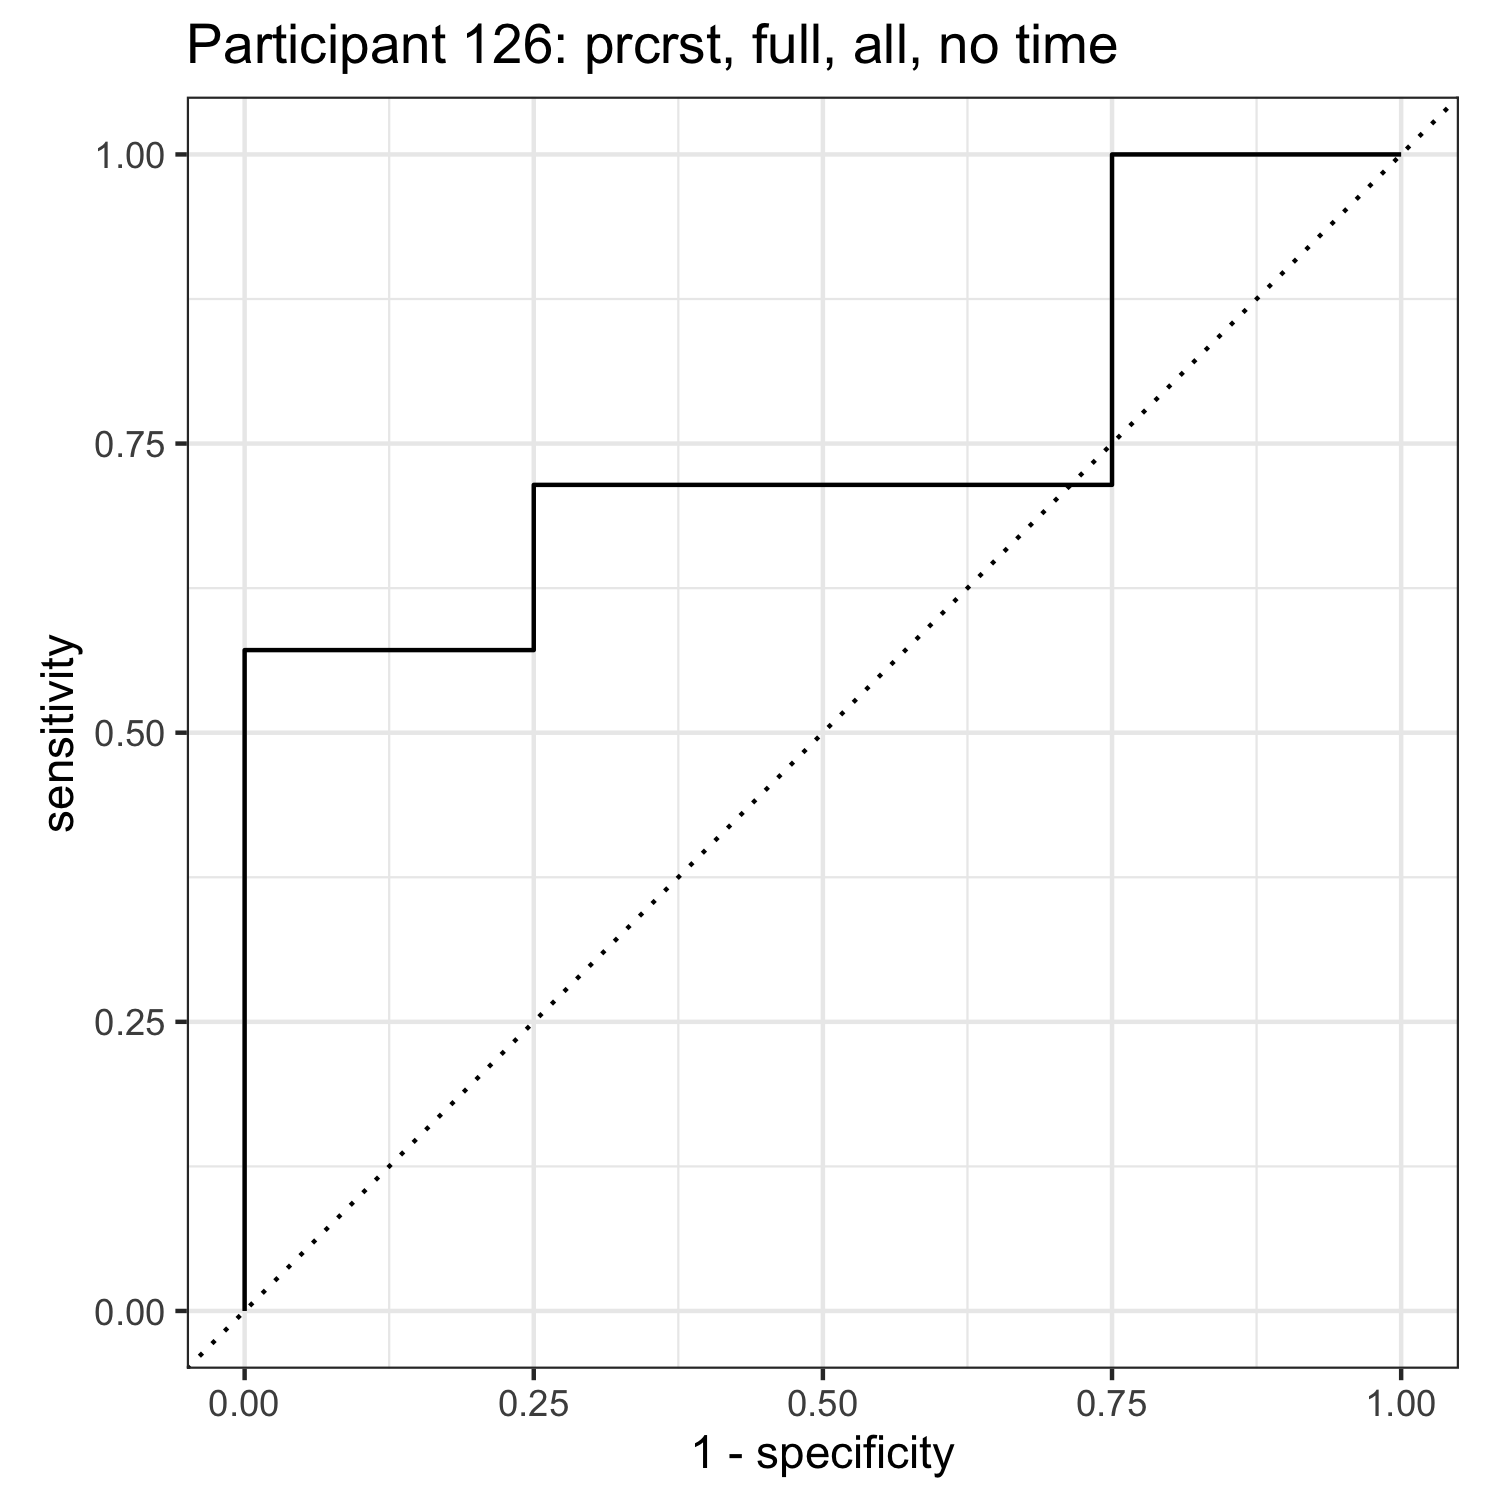 Participant 126: prcrst, full, all, no time
1.00
0.75
0.50
0.25
0.00
sensitivity
0.00 0.25 0.50 0.75 1.00
1 - specificity